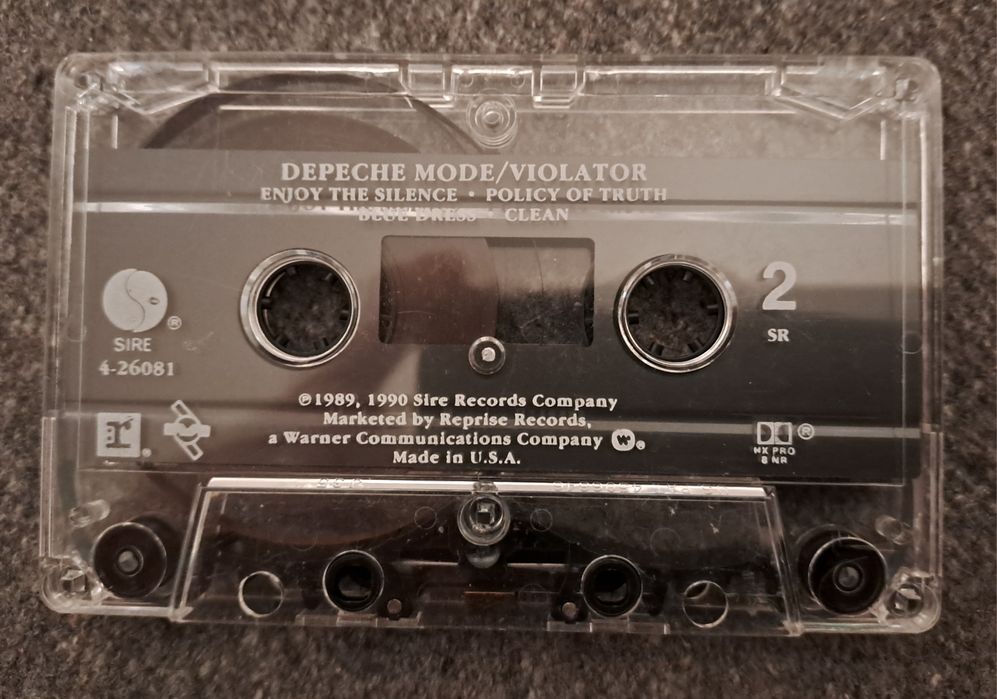 DEPECHE MODE/VIOLATOR
ENJOY THE SILENCE • POLICY OF TRUTH
BLUE DRESS • CLEAN
2
SR
®
SIRE
4-26081
℗1989, 1990 Sire Records Company
Marketed by Reprise Records,
a Warner Communications Company W®.
Made in U.S.A.
r®.
DD®
HX PRO
B NR